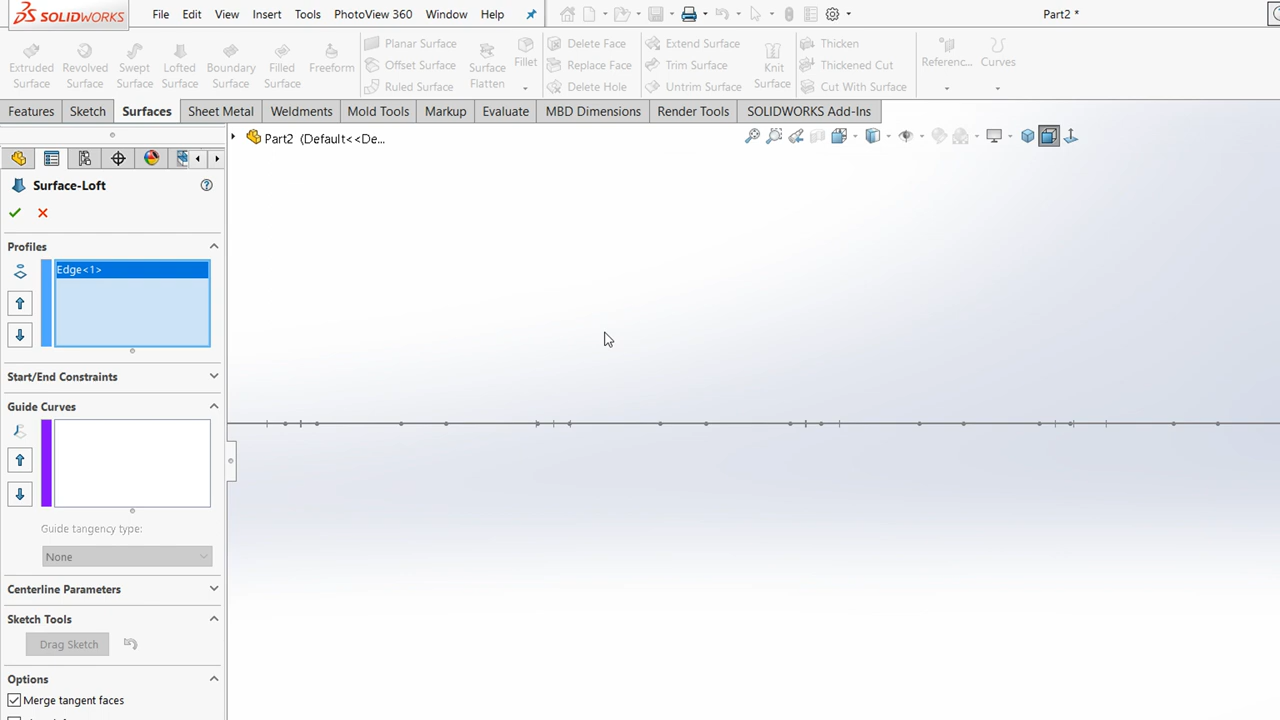 SOLIDWORKS File Edit View Insert Tools PhotoView 360 Window Help Part2 *
Extruded Surface
Revolved Surface
Swept Surface
Lofted Surface
Boundary Surface
Filled Surface
Freeform
Planar Surface
Offset Surface
Ruled Surface
Surface Flatten
Fillet
Delete Face
Replace Face
Delete Hole
Extend Surface
Trim Surface
Untrim Surface
Knit Surface
Thicken
Thickened Cut
Cut With Surface
Referenc...
Curves
Features Sketch Surfaces Sheet Metal Weldments Mold Tools Markup Evaluate MBD Dimensions Render Tools SOLIDWORKS Add-Ins
Part2 (Default<<De...
Surface-Loft
Profiles
Edge<1>
Start/End Constraints
Guide Curves
Guide tangency type:
None
Centerline Parameters
Sketch Tools
Drag Sketch
Options
Merge tangent faces